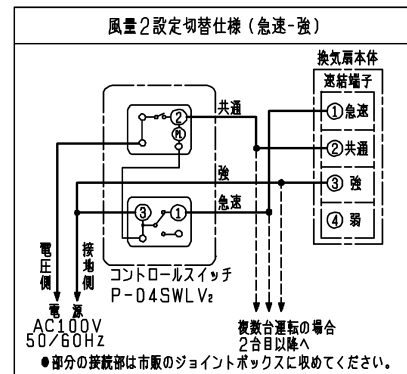 風量2設定切替仕様（急速-強）
換気扇本体
速結端子
①急速
②共通
③ 強
④ 弱
共通
強
急速
②
PL
③
①
コントロールスイッチ
P-04SWLV₂
電圧側
接地側
電 源
AC100V
50/60Hz
複数台運転の場合
2台目以降へ
●部分の接続部は市販のジョイントボックスに収めてください。